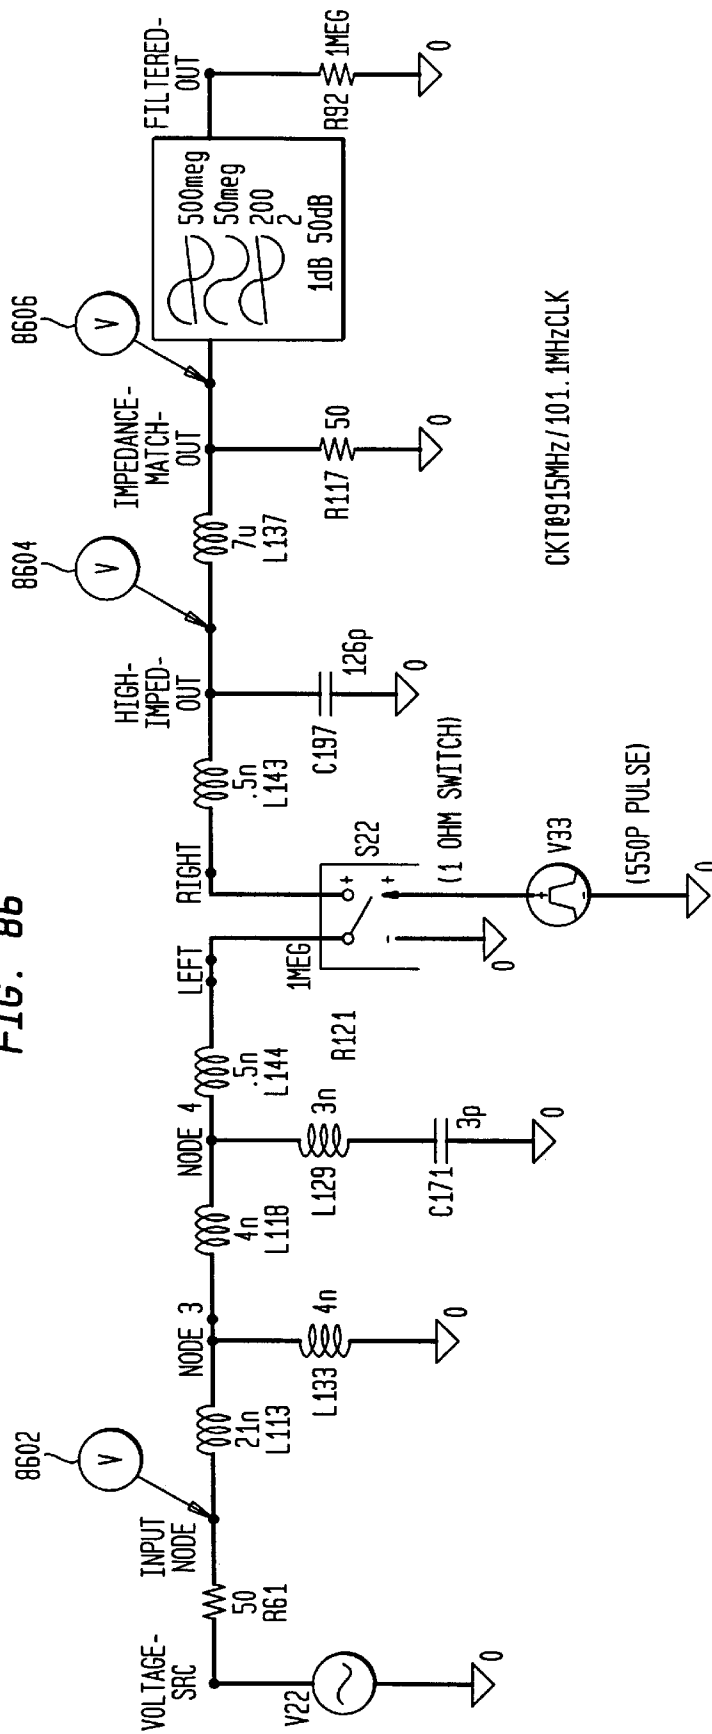 FIG. 86
VOLTAGE-
SRC
V22
0
50
R61
INPUT
NODE
8602
V
21n
L113
NODE 3
L133
4n
0
4n
L118
NODE 4
L129
3n
C171
3p
0
.5n
L144
R121
LEFT
1MEG
-
0
RIGHT
+
+
S22
(1 OHM SWITCH)
+
-
V33
(550P PULSE)
0
.5n
L143
HIGH-
IMPED-
OUT
C197
126p
0
8604
V
7u
L137
IMPEDANCE-
MATCH-
OUT
R117
50
0
8606
V
500meg
50meg
200
2
1dB 50dB
FILTERED-
OUT
R92
1MEG
0
CKT@915MHz/101.1MHzCLK